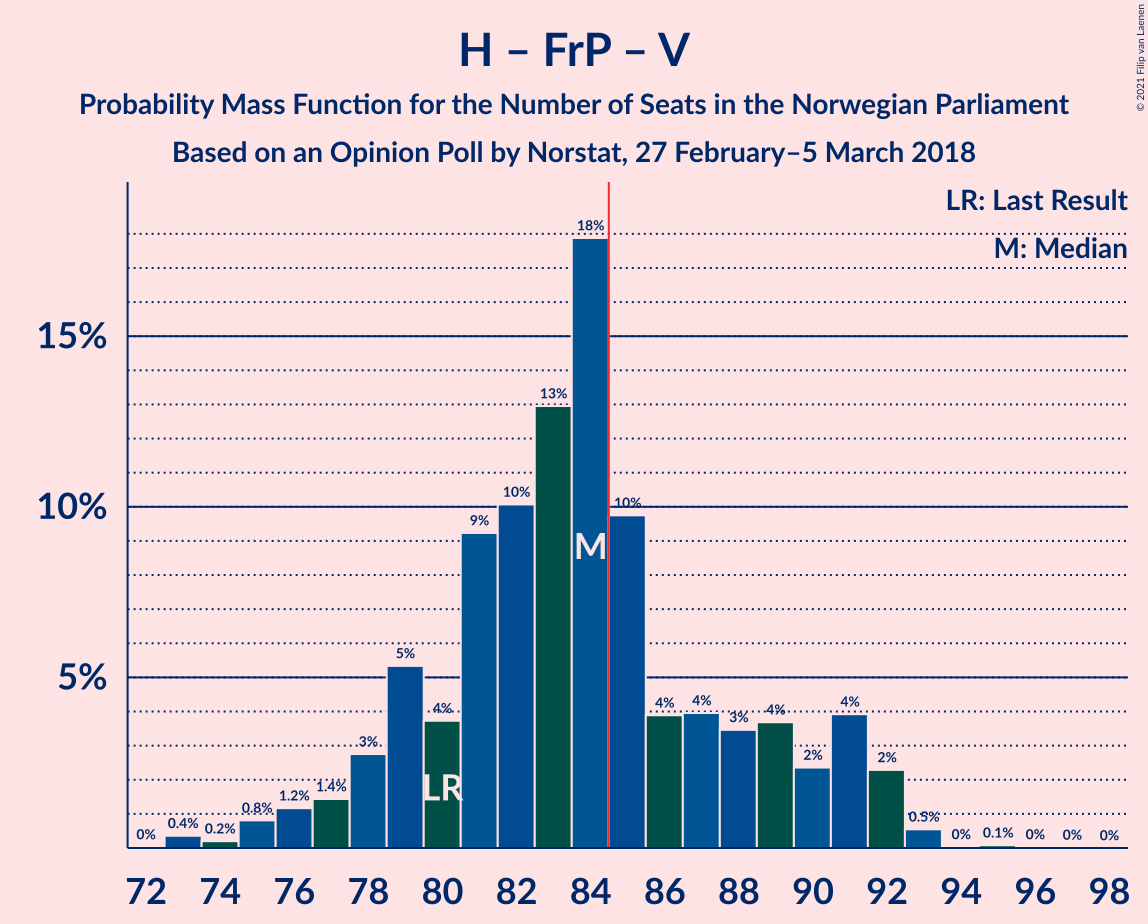 H – FrP – V
Probability Mass Function for the Number of Seats in the Norwegian Parliament
Based on an Opinion Poll by Norstat, 27 February–5 March 2018
© 2021 Filip van Laenen
LR: Last Result
M: Median
15%
10%
5%
0% 0.4% 0.2% 0.8% 1.2% 1.4% 3% 5% 4% 9% 10% 13% 18% 10% 4% 4% 3% 4% 2% 4% 2% 0.5% 0% 0.1% 0% 0% 0%
M
LR
72 74 76 78 80 82 84 86 88 90 92 94 96 98